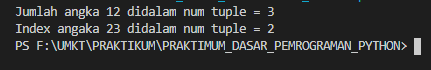 Jumlah angka 12 didalam num tuple = 3
Index angka 23 didalam num tuple = 2
PS F:\UMKT\PRAKTIKUM\PRAKTIMUM_DASAR_PEMROGRAMAN_PYTHON>